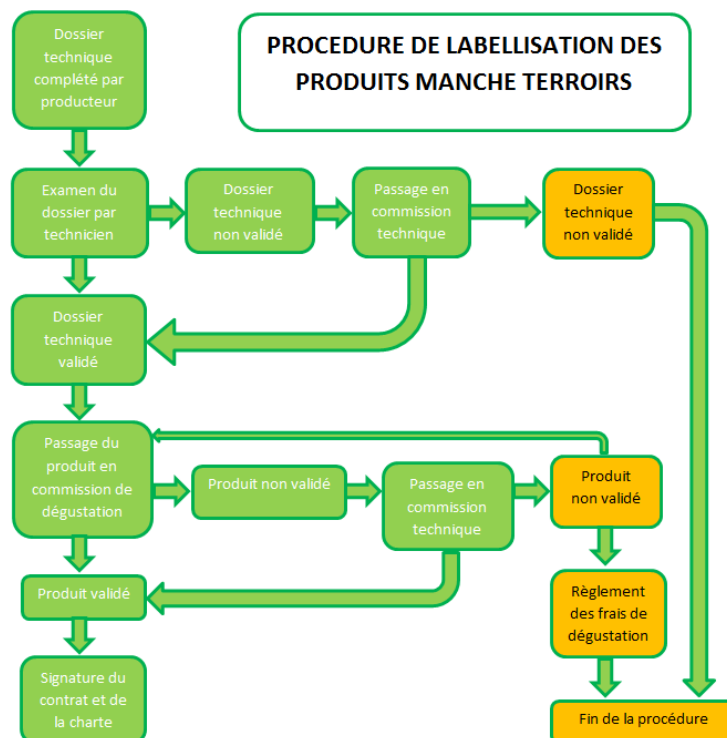 Dossier
technique
complété par
producteur
PROCEDURE DE LABELLISATION DES
PRODUITS MANCHE TERROIRS
Examen du
dossier par
technicien
Dossier
technique
non validé
Passage en
commission
technique
Dossier
technique
non validé
Dossier
technique
validé
Passage du
produit en
commission de
dégustation
Produit non validé
Passage en
commission
technique
Produit
non validé
Produit validé
Règlement
des frais de
dégustation
Signature du
contrat et de
la charte
Fin de la procédure